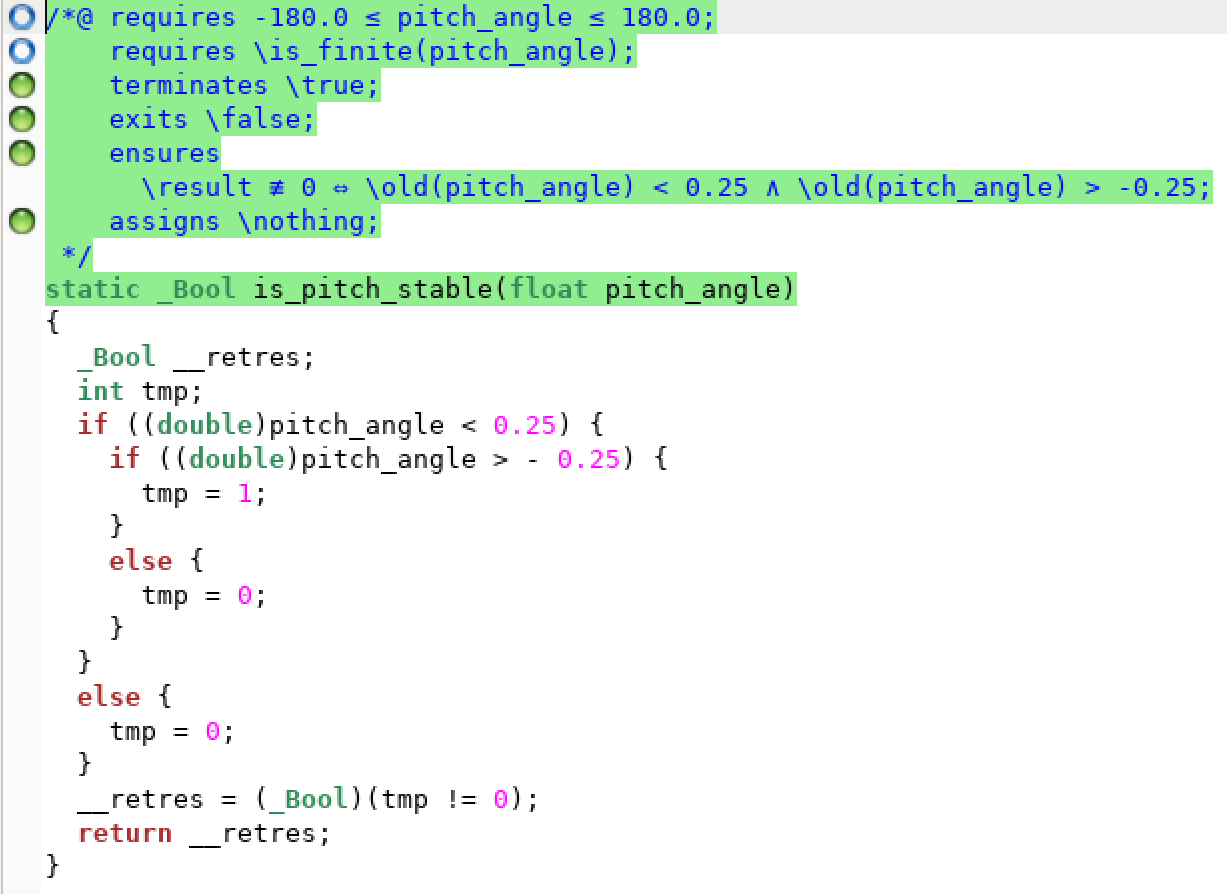 /*@ requires -180.0 ≤ pitch_angle ≤ 180.0;
    requires \is_finite(pitch_angle);
    terminates \true;
    exits \false;
    ensures
      \result ≢ 0 ⇔ \old(pitch_angle) < 0.25 ∧ \old(pitch_angle) > -0.25;
    assigns \nothing;
 */
static _Bool is_pitch_stable(float pitch_angle)
{
  _Bool __retres;
  int tmp;
  if ((double)pitch_angle < 0.25) {
    if ((double)pitch_angle > - 0.25) {
      tmp = 1;
    }
    else {
      tmp = 0;
    }
  }
  else {
    tmp = 0;
  }
  __retres = (_Bool)(tmp != 0);
  return __retres;
}